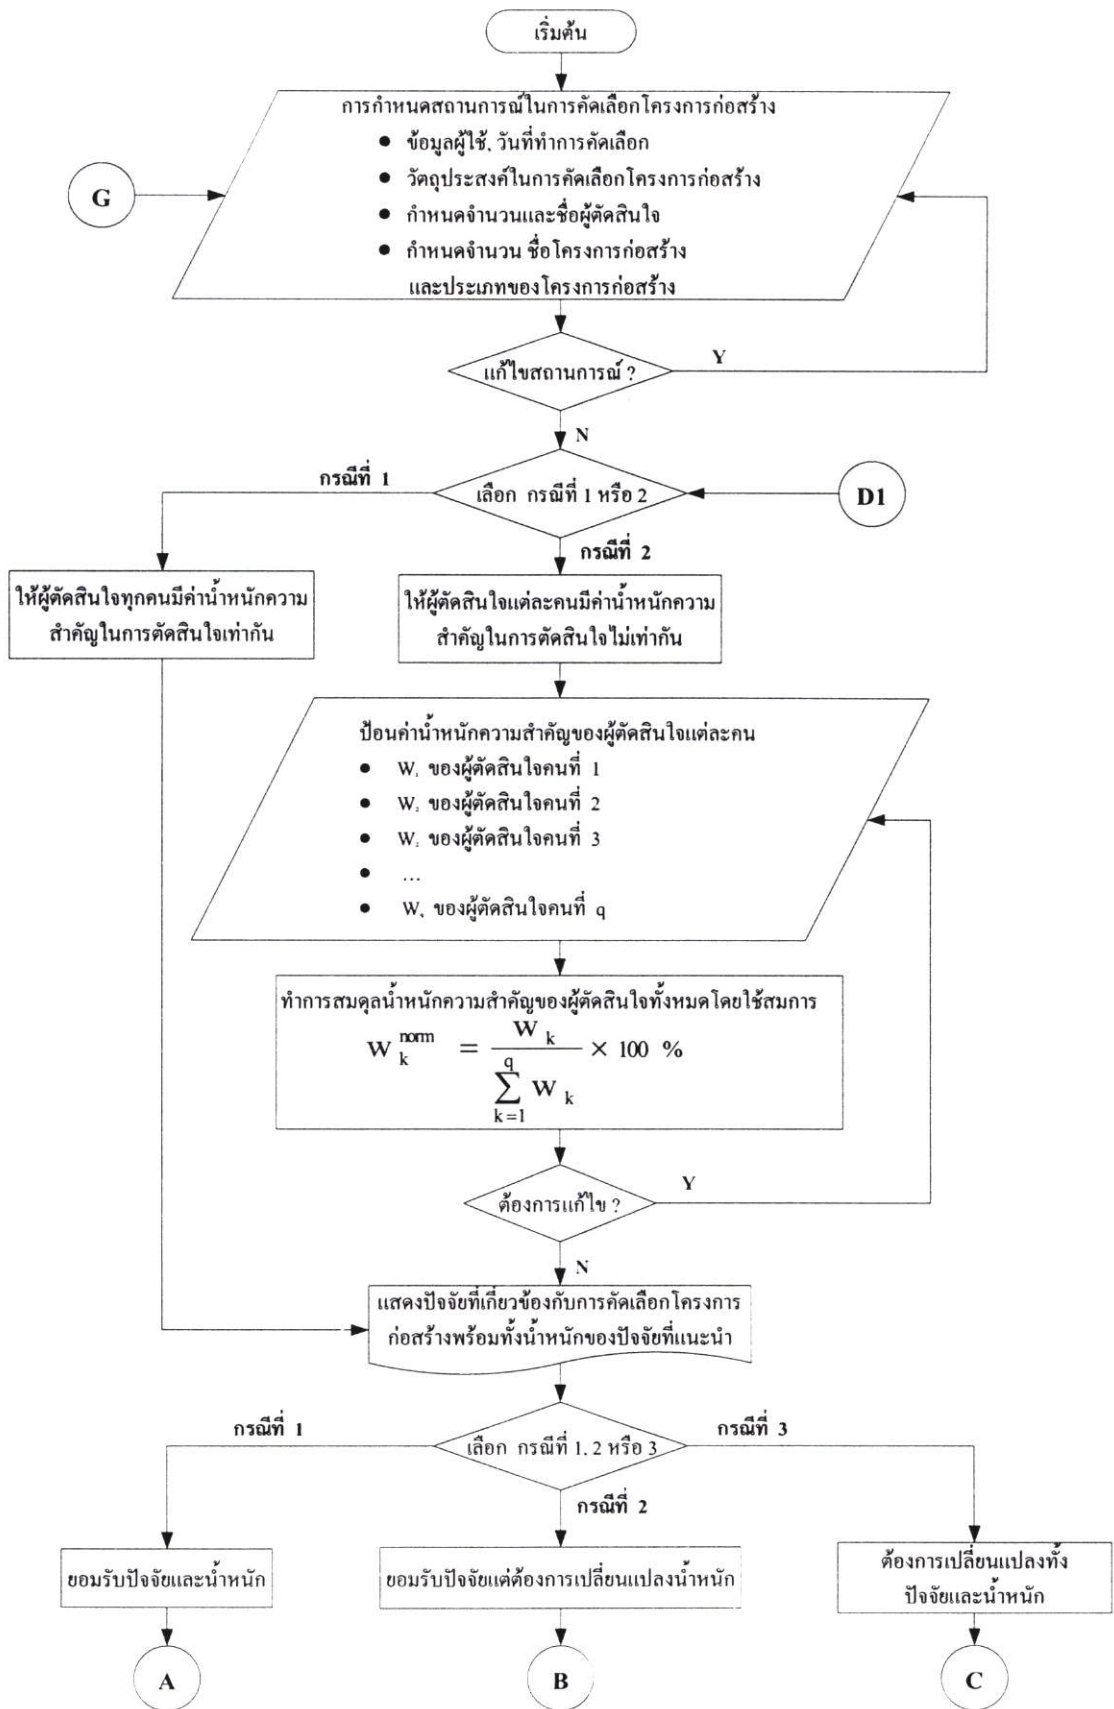 เริ่มต้น
การกำหนดสถานการณ์ในการคัดเลือกโครงการก่อสร้าง
● ข้อมูลผู้ใช้, วันที่ทำการคัดเลือก
● วัตถุประสงค์ในการคัดเลือกโครงการก่อสร้าง
● กำหนดจำนวนและชื่อผู้ตัดสินใจ
● กำหนดจำนวน ชื่อโครงการก่อสร้าง
และประเภทของโครงการก่อสร้าง
G
แก้ไขสถานการณ์ ?
Y
N
กรณีที่ 1
เลือก กรณีที่ 1 หรือ 2
D1
กรณีที่ 2
ให้ผู้ตัดสินใจทุกคนมีค่าน้ำหนักความ
สำคัญในการตัดสินใจเท่ากัน
ให้ผู้ตัดสินใจแต่ละคนมีค่าน้ำหนักความ
สำคัญในการตัดสินใจไม่เท่ากัน
ป้อนค่าน้ำหนักความสำคัญของผู้ตัดสินใจแต่ละคน
● W ของผู้ตัดสินใจคนที่ 1
● W ของผู้ตัดสินใจคนที่ 2
● W ของผู้ตัดสินใจคนที่ 3
● ...
● W ของผู้ตัดสินใจคนที่ q
ทำการสมดุลน้ำหนักความสำคัญของผู้ตัดสินใจทั้งหมดโดยใช้สมการ
W_k^norm = W_k / ∑_{k=1}^{q} W_k × 100 %
ต้องการแก้ไข ?
Y
N
แสดงปัจจัยที่เกี่ยวข้องกับการคัดเลือกโครงการ
ก่อสร้างพร้อมทั้งน้ำหนักของปัจจัยที่แนะนำ
กรณีที่ 1
เลือก กรณีที่ 1, 2 หรือ 3
กรณีที่ 3
กรณีที่ 2
ยอมรับปัจจัยและน้ำหนัก
ยอมรับปัจจัยแต่ต้องการเปลี่ยนแปลงน้ำหนัก
ต้องการเปลี่ยนแปลงทั้ง
ปัจจัยและน้ำหนัก
A
B
C